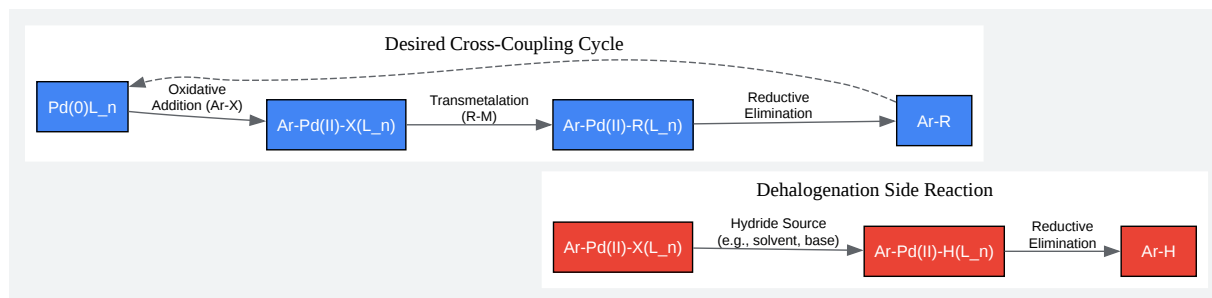 Desired Cross-Coupling Cycle
Pd(0)L_n
Oxidative
Addition (Ar-X)
Ar-Pd(II)-X(L_n)
Transmetalation
(R-M)
Ar-Pd(II)-R(L_n)
Reductive
Elimination
Ar-R
Dehalogenation Side Reaction
Ar-Pd(II)-X(L_n)
Hydride Source
(e.g., solvent, base)
Ar-Pd(II)-H(L_n)
Reductive
Elimination
Ar-H